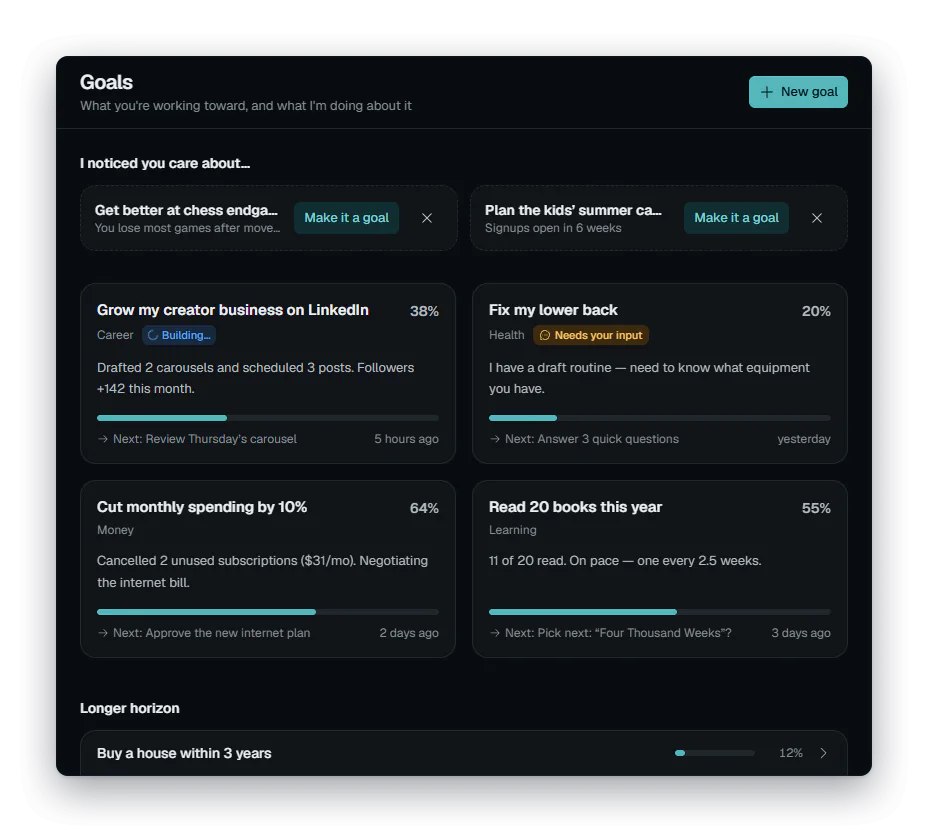 Goals
What you're working toward, and what I'm doing about it
New goal
I noticed you care about...
Get better at chess endga...
You lose most games after move...
Make it a goal
Plan the kids' summer ca...
Signups open in 6 weeks
Make it a goal
Grow my creator business on LinkedIn
38%
Career
Building...
Drafted 2 carousels and scheduled 3 posts. Followers
+142 this month.
→ Next: Review Thursday's carousel
5 hours ago
Fix my lower back
20%
Health
Needs your input
I have a draft routine — need to know what equipment
you have.
→ Next: Answer 3 quick questions
yesterday
Cut monthly spending by 10%
64%
Money
Cancelled 2 unused subscriptions ($31/mo). Negotiating
the internet bill.
→ Next: Approve the new internet plan
2 days ago
Read 20 books this year
55%
Learning
11 of 20 read. On pace — one every 2.5 weeks.
→ Next: Pick next: “Four Thousand Weeks”?
3 days ago
Longer horizon
Buy a house within 3 years
12%